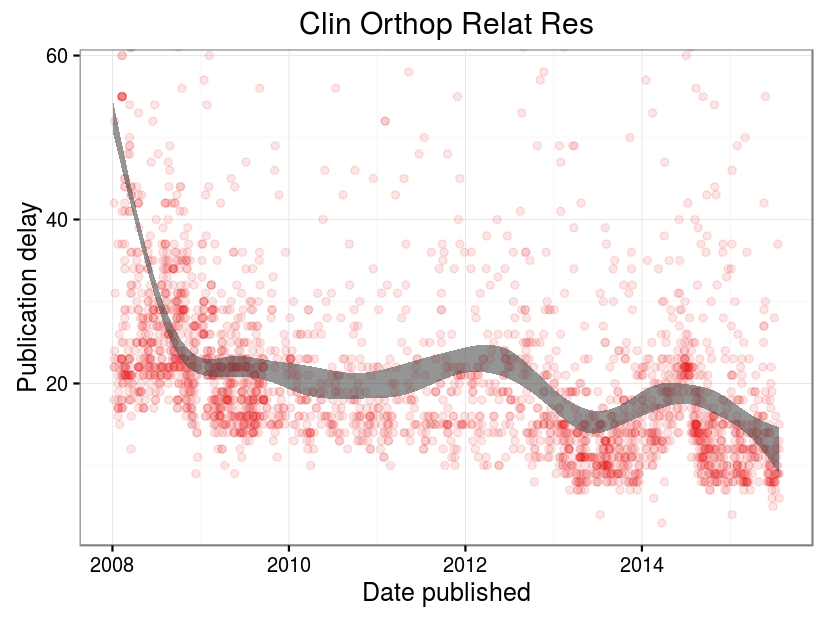 Clin Orthop Relat Res
60
40
20
Publication delay
2008 2010 2012 2014
Date published